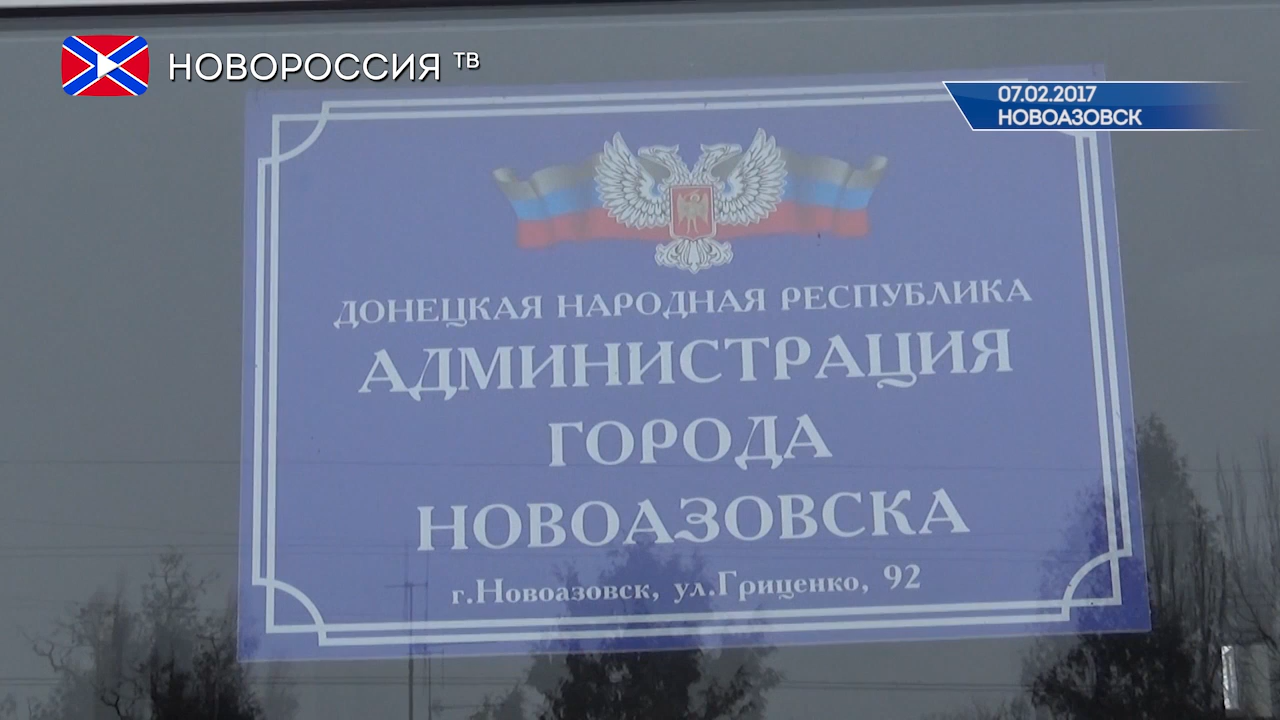 НОВОРОССИЯ ТВ
07.02.2017
НОВОАЗОВСК
ДОНЕЦКАЯ НАРОДНАЯ РЕСПУБЛИКА
АДМИНИСТРАЦИЯ
ГОРОДА
НОВОАЗОВСКА
г.Новоазовск, ул.Гриценко, 92